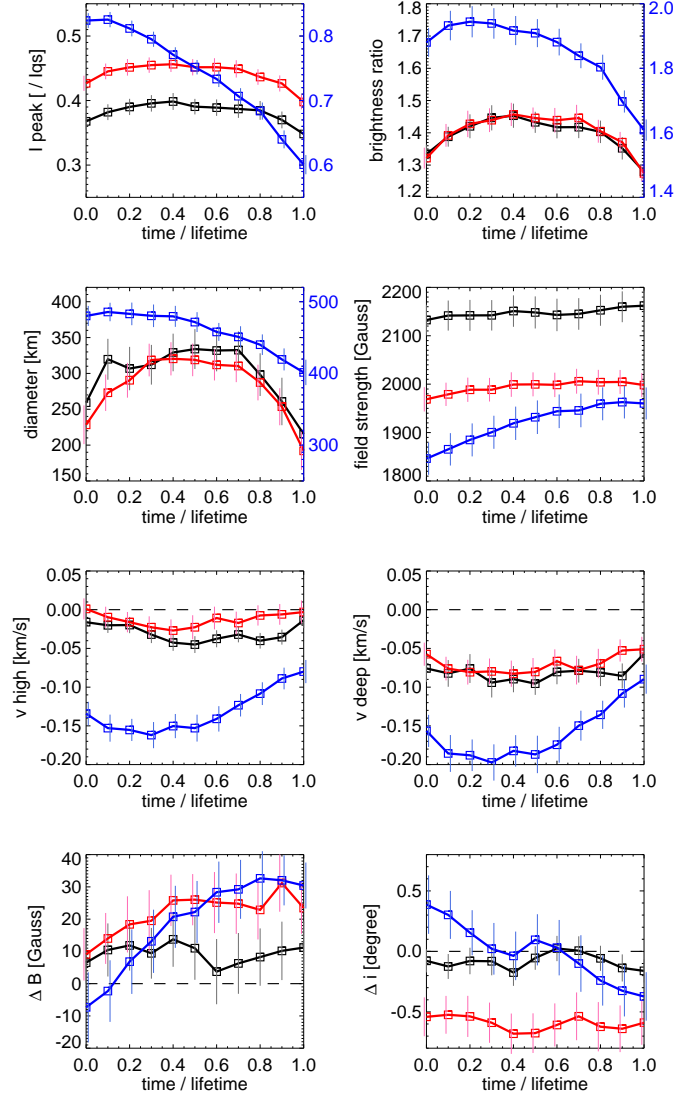 I peak [ / Iqs]
0.5
0.4
0.3
0.8
0.7
0.6
0.0 0.2 0.4 0.6 0.8 1.0
time / lifetime
brightness ratio
1.8
1.7
1.6
1.5
1.4
1.3
1.2
2.0
1.8
1.6
1.4
0.0 0.2 0.4 0.6 0.8 1.0
time / lifetime
diameter [km]
400
350
300
250
200
150
500
400
300
0.0 0.2 0.4 0.6 0.8 1.0
time / lifetime
field strength [Gauss]
2200
2100
2000
1900
1800
0.0 0.2 0.4 0.6 0.8 1.0
time / lifetime
v high [km/s]
0.05
0.00
-0.05
-0.10
-0.15
-0.20
0.0 0.2 0.4 0.6 0.8 1.0
time / lifetime
v deep [km/s]
0.05
0.00
-0.05
-0.10
-0.15
-0.20
0.0 0.2 0.4 0.6 0.8 1.0
time / lifetime
Δ B [Gauss]
40
30
20
10
0
-10
-20
0.0 0.2 0.4 0.6 0.8 1.0
time / lifetime
Δ i [degree]
0.5
0.0
-0.5
0.0 0.2 0.4 0.6 0.8 1.0
time / lifetime